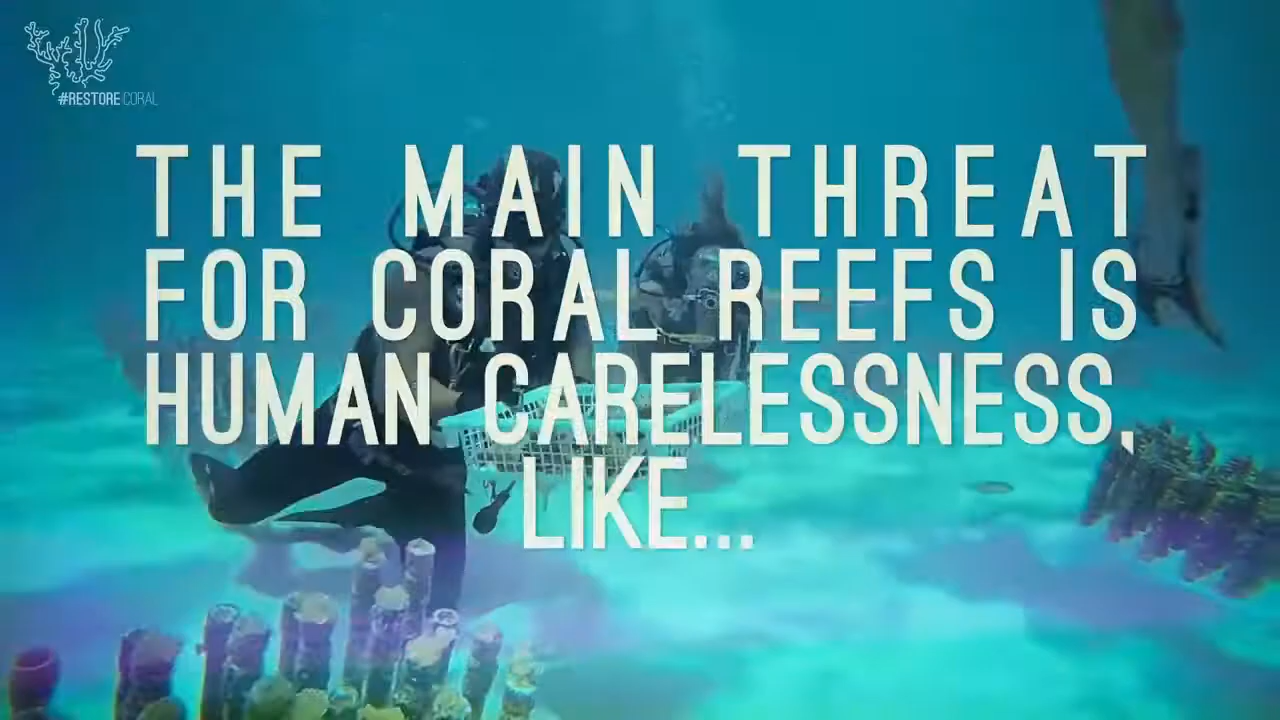 #RESTORE CORAL
THE MAIN THREAT
FOR CORAL REEFS IS
HUMAN CARELESSNESS,
LIKE...